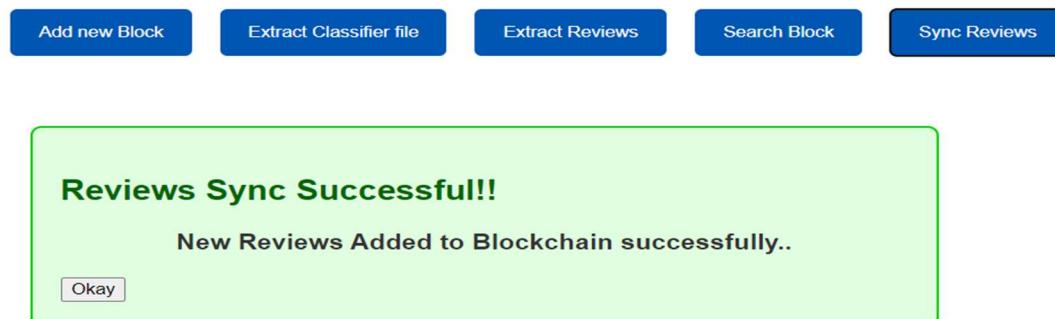 Add new Block Extract Classifier file Extract Reviews Search Block Sync Reviews
Reviews Sync Successful!!
New Reviews Added to Blockchain successfully..
Okay